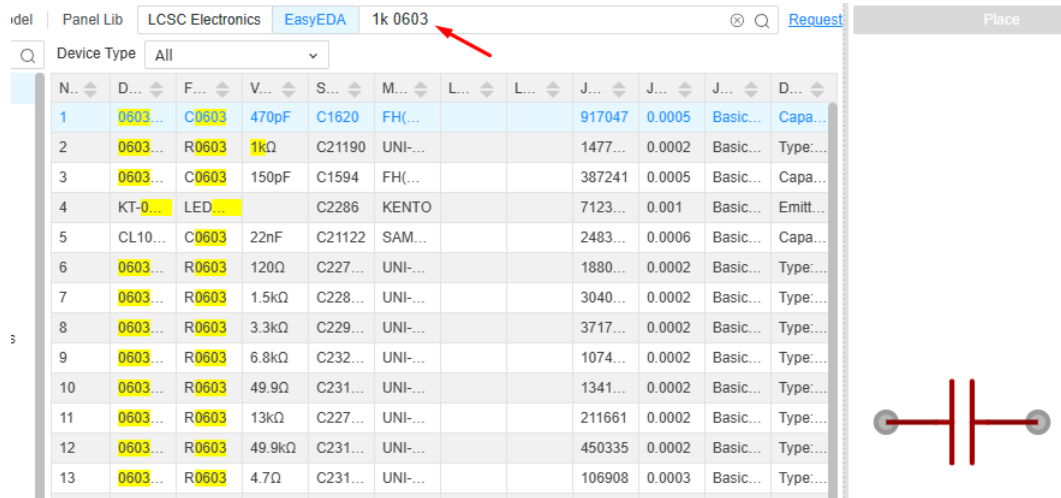 odel Panel Lib LCSC Electronics EasyEDA 1k 0603 Request Place
Device Type All
N.. D... F... V... S... M... L... L... J... J... J... D...
1 0603... C0603 470pF C1620 FH(... 917047 0.0005 Basic... Capa...
2 0603... R0603 1kΩ C21190 UNI-... 1477... 0.0002 Basic... Type:...
3 0603... C0603 150pF C1594 FH(... 387241 0.0005 Basic... Capa...
4 KT-0... LED... C2286 KENTO 7123... 0.001 Basic... Emitt...
5 CL10... C0603 22nF C21122 SAM... 2483... 0.0006 Basic... Capa...
6 0603... R0603 120Ω C227... UNI-... 1880... 0.0002 Basic... Type:...
7 0603... R0603 1.5kΩ C228... UNI-... 3040... 0.0002 Basic... Type:...
s
8 0603... R0603 3.3kΩ C229... UNI-... 3717... 0.0002 Basic... Type:...
9 0603... R0603 6.8kΩ C232... UNI-... 1074... 0.0002 Basic... Type:...
10 0603... R0603 49.9Ω C231... UNI-... 1341... 0.0002 Basic... Type:...
11 0603... R0603 13kΩ C227... UNI-... 211661 0.0002 Basic... Type:...
12 0603... R0603 49.9kΩ C231... UNI-... 450335 0.0002 Basic... Type:...
13 0603... R0603 4.7Ω C231... UNI-... 106908 0.0003 Basic... Type:...